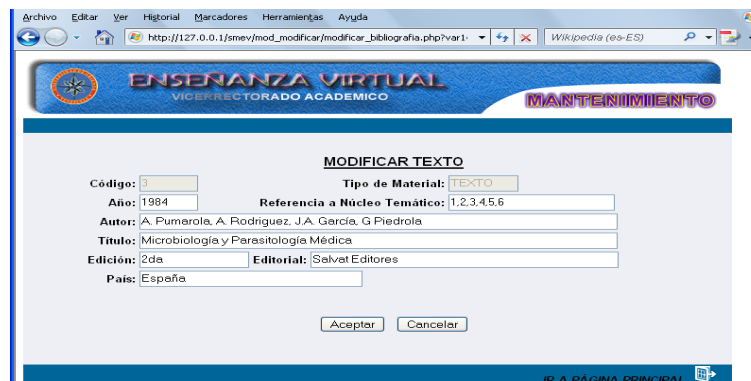 Archivo Editar Ver Historial Marcadores Herramientas Ayuda
http://127.0.0.1/smev/mod_modificar/modificar_bibliografia.php?var1 Wikipedia (es-ES)
ENSEÑANZA VIRTUAL
VICERRECTORADO ACADEMICO
MANTENIMIENTO
MODIFICAR TEXTO
Código: 3 Tipo de Material: TEXTO
Año: 1984 Referencia a Núcleo Temático: 1,2,3,4,5,6
Autor: A. Pumarola, A. Rodriguez, J.A. García, G Piedrola
Título: Microbiología y Parasitología Médica
Edición: 2da Editorial: Salvat Editores
País: España
Aceptar Cancelar
IR A PÁGINA PRINCIPAL